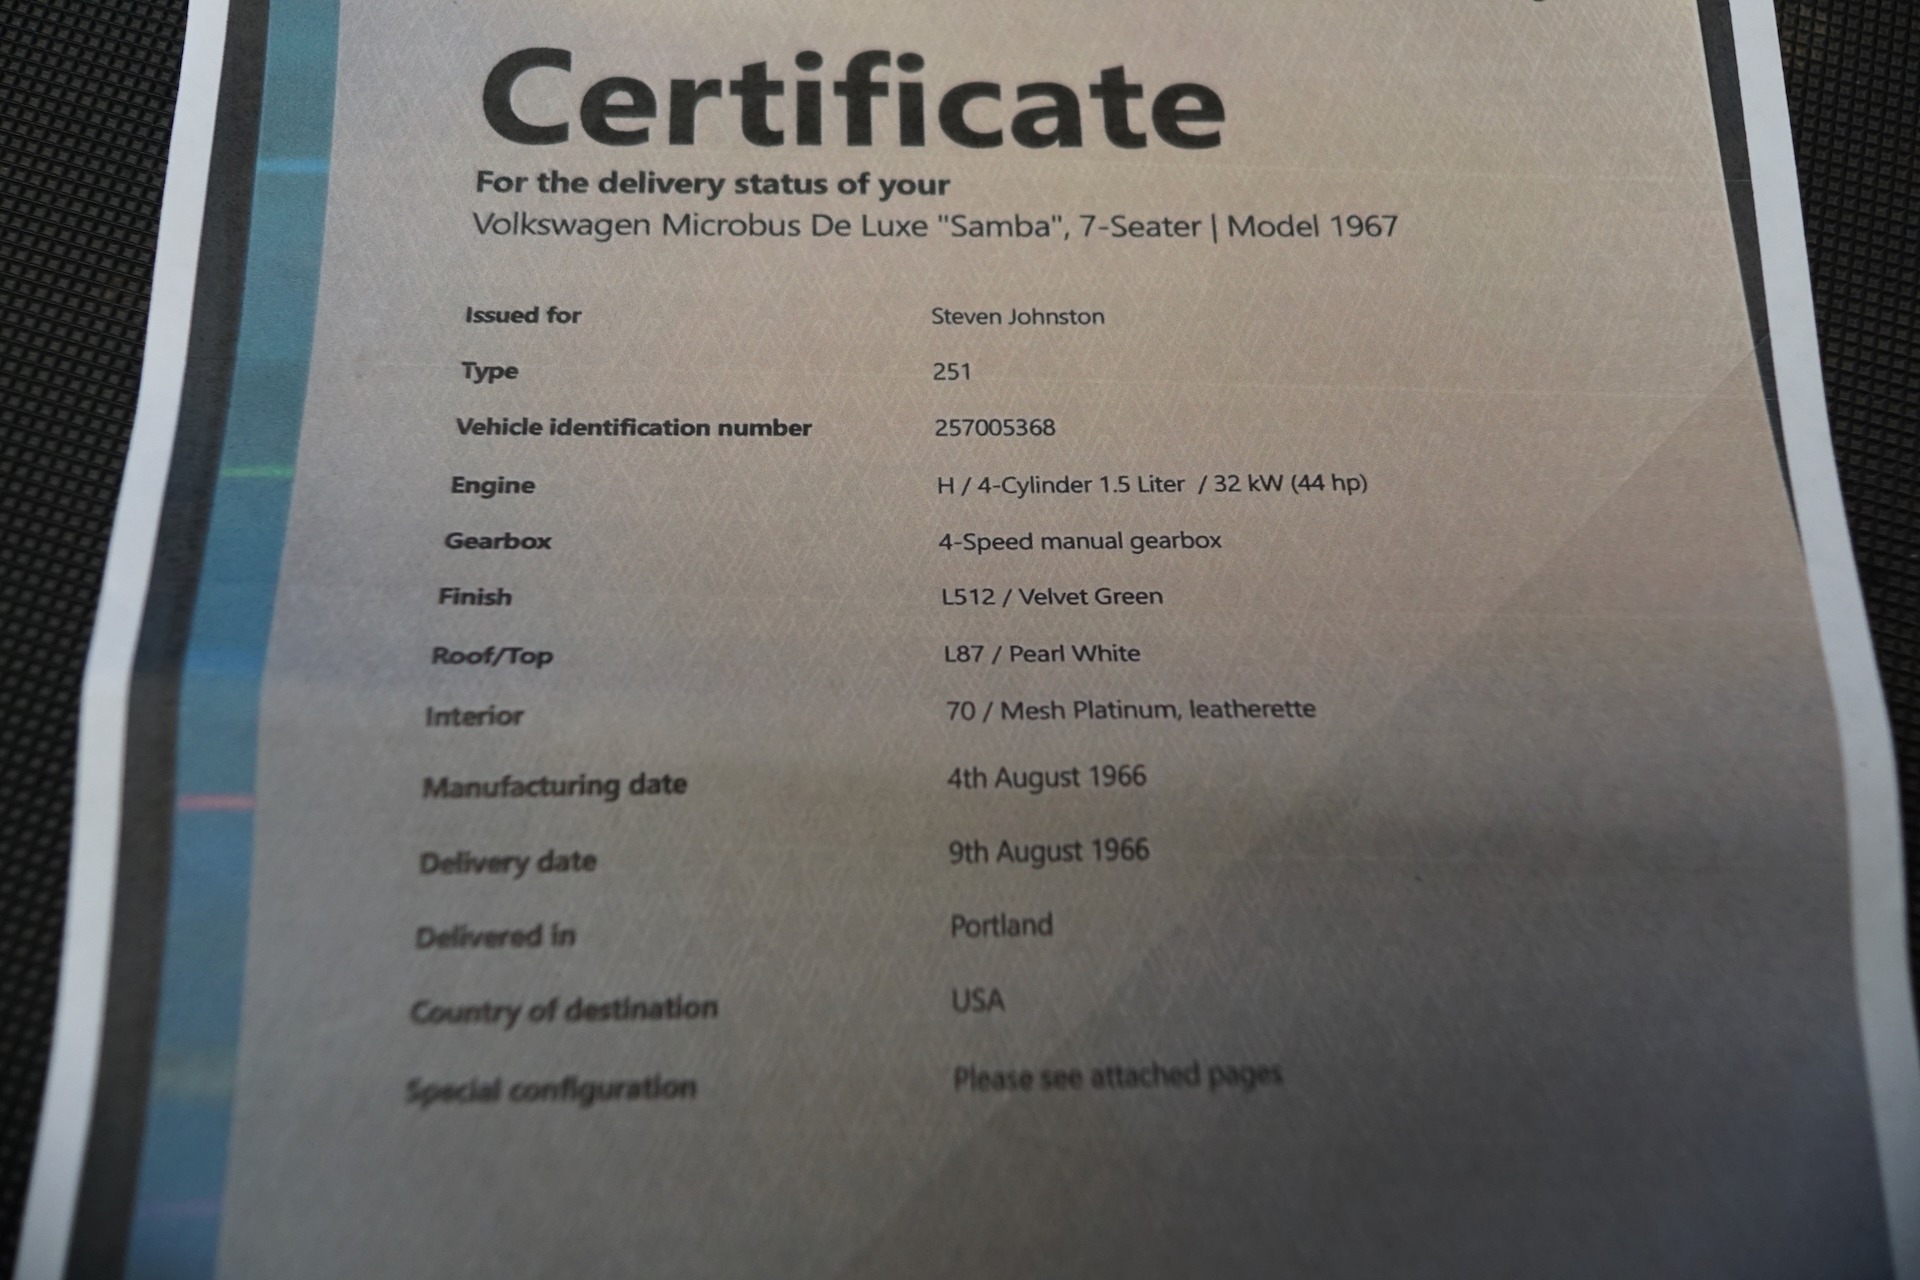 Certificate
For the delivery status of your
Volkswagen Microbus De Luxe "Samba", 7-Seater | Model 1967
Issued for Steven Johnston
Type 251
Vehicle identification number 257005368
Engine H / 4-Cylinder 1.5 Liter / 32 kW (44 hp)
Gearbox 4-Speed manual gearbox
Finish L512 / Velvet Green
Roof/Top L87 / Pearl White
Interior 70 / Mesh Platinum, leatherette
Manufacturing date 4th August 1966
Delivery date 9th August 1966
Delivered in Portland
Country of destination USA
Special configuration Please see attached pages